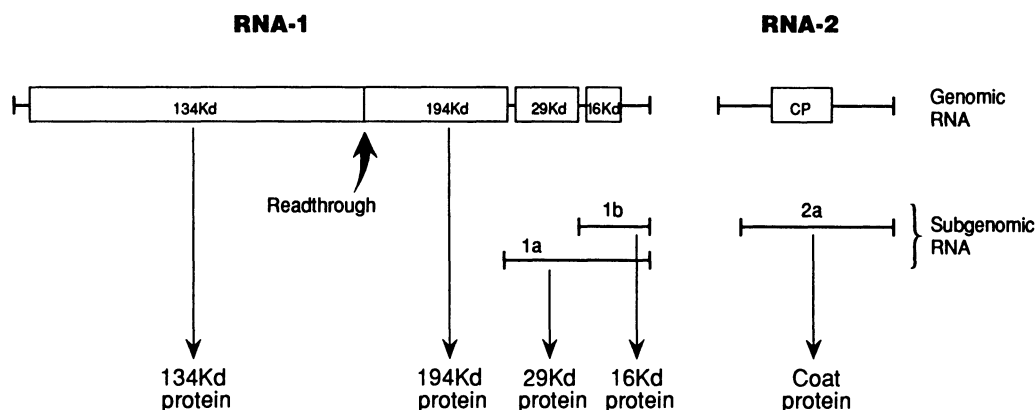 RNA-1
RNA-2
134Kd
194Kd
29Kd
16Kd
CP
Genomic
RNA
Readthrough
1b
1a
2a
Subgenomic
RNA
134Kd
protein
194Kd
protein
29Kd
protein
16Kd
protein
Coat
protein